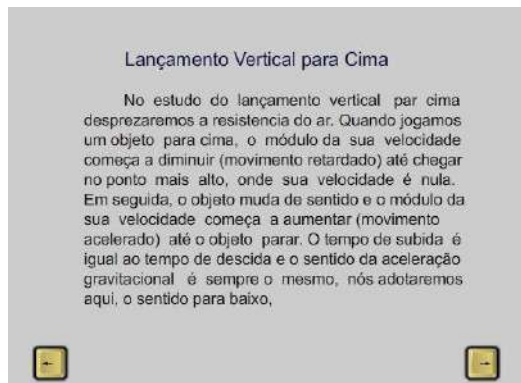 Lançamento Vertical para Cima
No estudo do lançamento vertical par cima
desprezaremos a resistencia do ar. Quando jogamos
um objeto para cima, o módulo da sua velocidade
começa a diminuir (movimento retardado) até chegar
no ponto mais alto, onde sua velocidade é nula.
Em seguida, o objeto muda de sentido e o módulo da
sua velocidade começa a aumentar (movimento
acelerado) até o objeto parar. O tempo de subida é
igual ao tempo de descida e o sentido da aceleração
gravitacional é sempre o mesmo, nós adotaremos
aqui, o sentido para baixo,